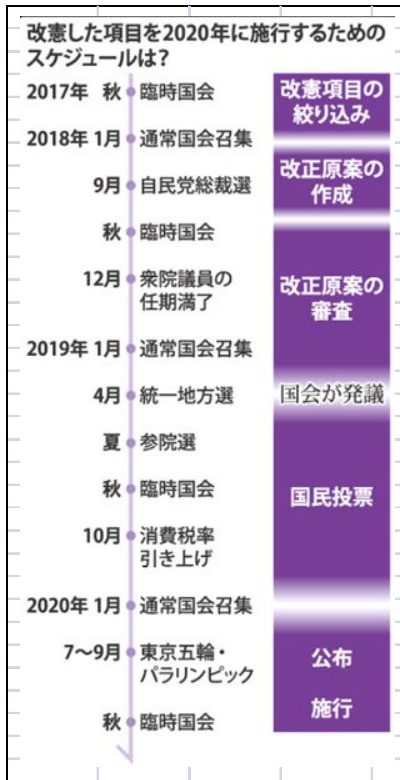 改憲した項目を2020年に施行するための
スケジュールは?
2017年 秋 臨時国会
改憲項目の
絞り込み
2018年 1月 通常国会召集
改正原案の
作成
9月 自民党総裁選
秋 臨時国会
12月 衆院議員の
任期満了
改正原案の
審査
2019年 1月 通常国会召集
4月 統一地方選
国会が発議
夏 参院選
秋 臨時国会
国民投票
10月 消費税率
引き上げ
2020年 1月 通常国会召集
7〜9月 東京五輪・
パラリンピック
公布
施行
秋 臨時国会